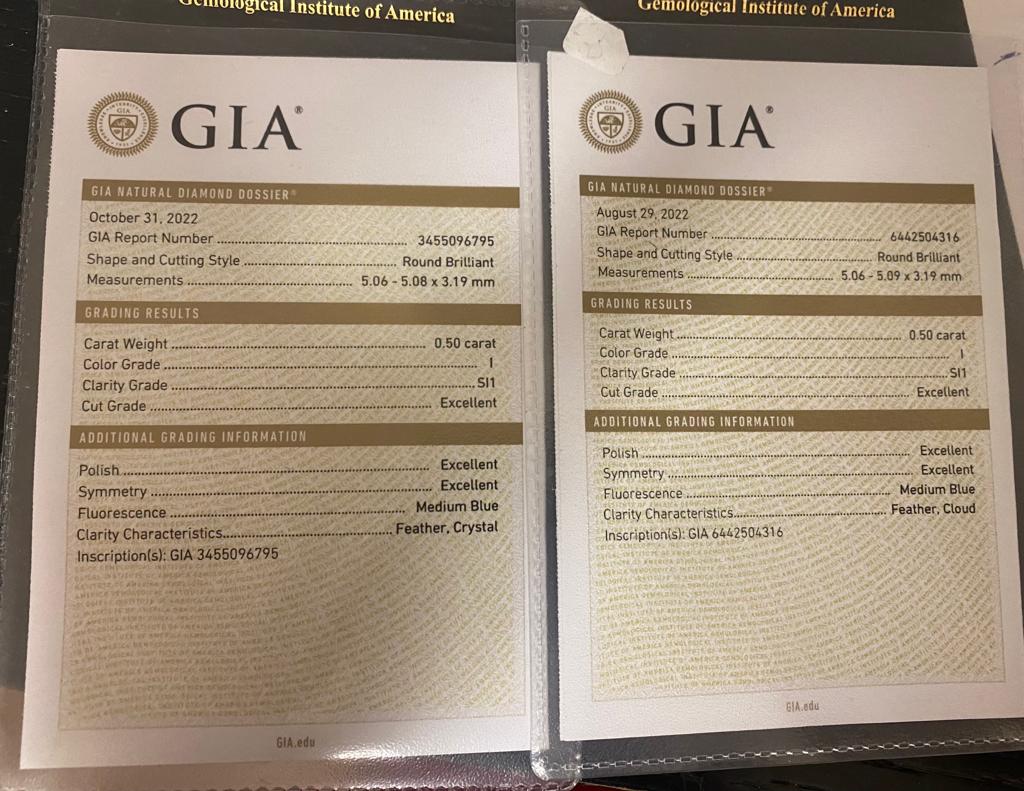 Gemological Institute of America
GIA®
GIA NATURAL DIAMOND DOSSIER®
October 31, 2022
GIA Report Number 3455096795
Shape and Cutting Style Round Brilliant
Measurements 5.06 - 5.08 x 3.19 mm
GRADING RESULTS
Carat Weight 0.50 carat
Color Grade I
Clarity Grade SI1
Cut Grade Excellent
ADDITIONAL GRADING INFORMATION
Polish Excellent
Symmetry Excellent
Fluorescence Medium Blue
Clarity Characteristics Feather, Crystal
Inscription(s): GIA 3455096795
GIA.edu
Gemological Institute of America
GIA®
GIA NATURAL DIAMOND DOSSIER®
August 29, 2022
GIA Report Number 6442504316
Shape and Cutting Style Round Brilliant
Measurements 5.06 - 5.09 x 3.19 mm
GRADING RESULTS
Carat Weight 0.50 carat
Color Grade I
Clarity Grade SI1
Cut Grade Excellent
ADDITIONAL GRADING INFORMATION
Polish Excellent
Symmetry Excellent
Fluorescence Medium Blue
Clarity Characteristics Feather, Cloud
Inscription(s): GIA 6442504316
GIA.edu